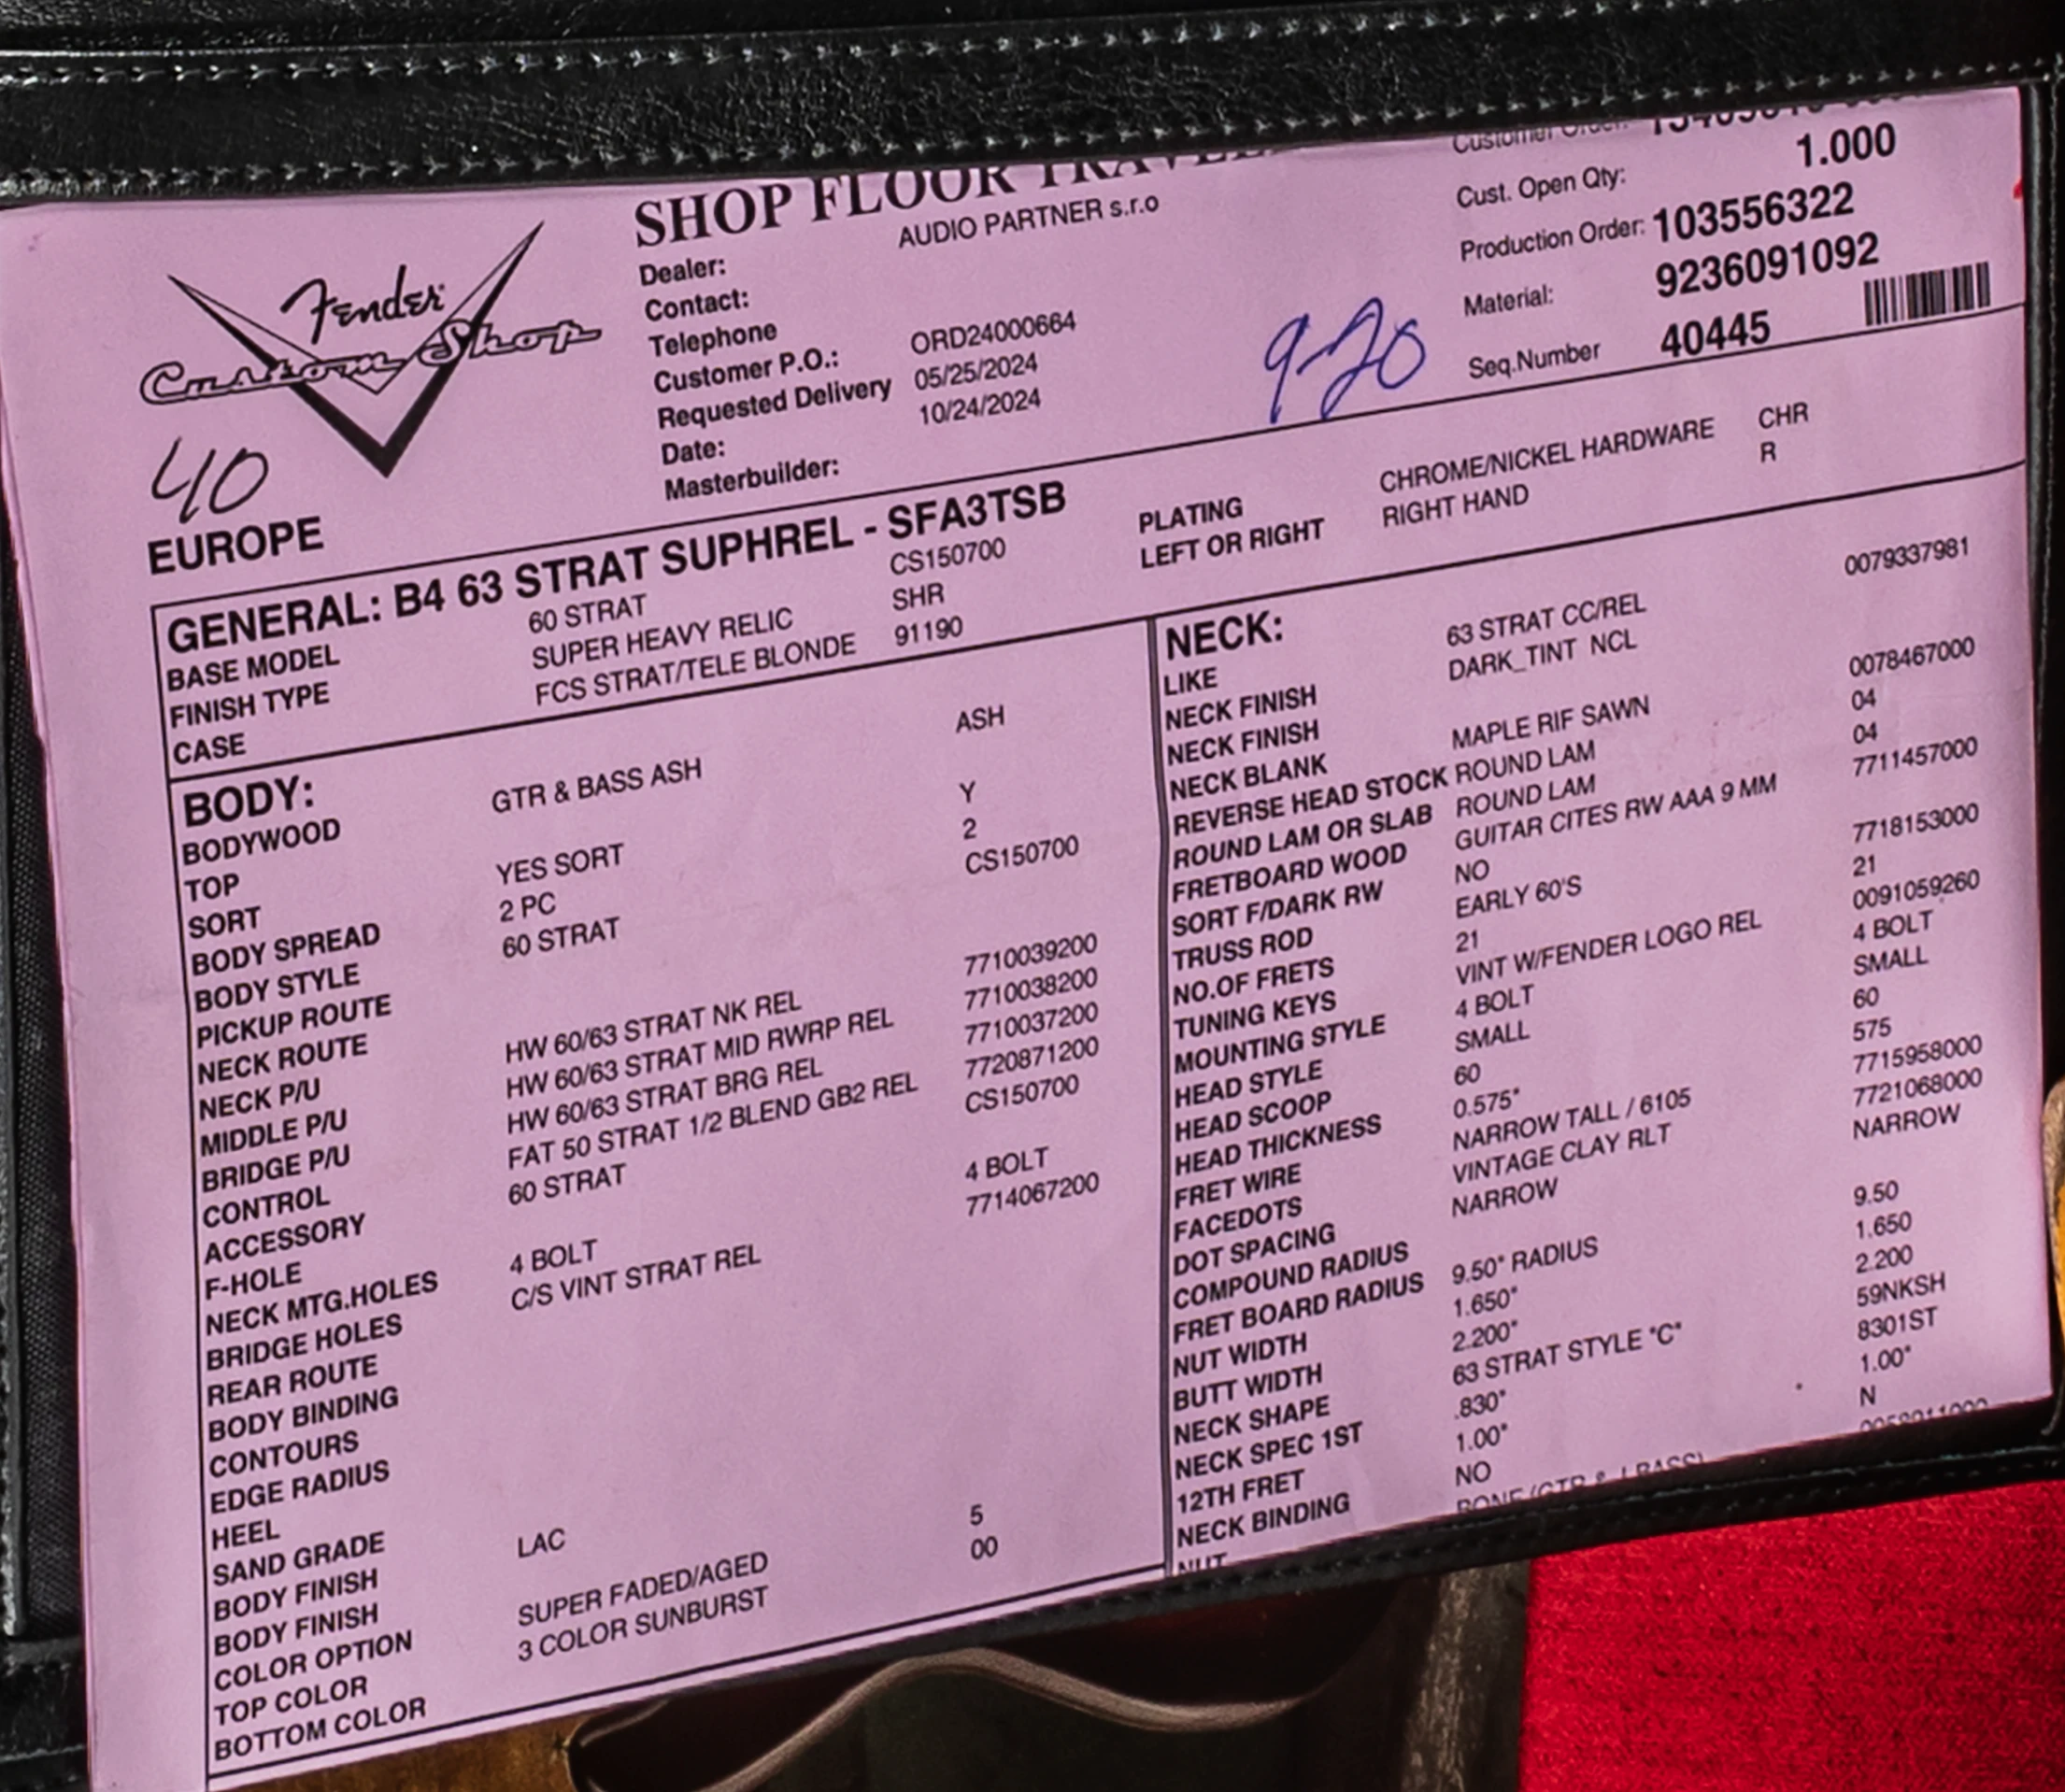 SHOP FLOOR
AUDIO PARTNER s.r.o
Fender
Custom Shop
40
EUROPE
Dealer:
Contact:
Telephone
Customer P.O.: ORD24000664
Requested Delivery 05/25/2024
Date: 10/24/2024
Masterbuilder:
9-20
Customer Order:
Cust. Open Qty: 1.000
Production Order: 103556322
Material: 9236091092
Seq.Number 40445
GENERAL: B4 63 STRAT SUPHREL - SFA3TSB
BASE MODEL 60 STRAT CS150700
FINISH TYPE SUPER HEAVY RELIC SHR
CASE FCS STRAT/TELE BLONDE 91190
PLATING CHROME/NICKEL HARDWARE CHR
LEFT OR RIGHT RIGHT HAND R
BODY:
BODYWOOD GTR & BASS ASH ASH
TOP
SORT YES SORT Y
BODY SPREAD 2 PC 2
BODY STYLE 60 STRAT CS150700
PICKUP ROUTE
NECK ROUTE
NECK P/U HW 60/63 STRAT NK REL 7710039200
MIDDLE P/U HW 60/63 STRAT MID RWRP REL 7710038200
BRIDGE P/U HW 60/63 STRAT BRG REL 7710037200
CONTROL FAT 50 STRAT 1/2 BLEND GB2 REL 7720871200
ACCESSORY 60 STRAT CS150700
F-HOLE
NECK MTG.HOLES 4 BOLT 4 BOLT
BRIDGE HOLES C/S VINT STRAT REL 7714067200
REAR ROUTE
BODY BINDING
CONTOURS
EDGE RADIUS
HEEL
SAND GRADE
BODY FINISH LAC 5
BODY FINISH 00
COLOR OPTION SUPER FADED/AGED
TOP COLOR 3 COLOR SUNBURST
BOTTOM COLOR
NECK:
LIKE 63 STRAT CC/REL 0079337981
NECK FINISH DARK_TINT NCL
NECK FINISH
NECK BLANK MAPLE RIF SAWN 0078467000
REVERSE HEAD STOCK ROUND LAM 04
ROUND LAM OR SLAB ROUND LAM 04
FRETBOARD WOOD GUITAR CITES RW AAA 9 MM 7711457000
SORT F/DARK RW NO
TRUSS ROD EARLY 60'S 7718153000
NO.OF FRETS 21 21
TUNING KEYS VINT W/FENDER LOGO REL 0091059260
MOUNTING STYLE 4 BOLT 4 BOLT
HEAD STYLE SMALL SMALL
HEAD SCOOP 60 60
HEAD THICKNESS 0.575" 575
FRET WIRE NARROW TALL / 6105 7715958000
FACEDOTS VINTAGE CLAY RLT 7721068000
DOT SPACING NARROW NARROW
COMPOUND RADIUS
FRET BOARD RADIUS 9.50" RADIUS 9.50
NUT WIDTH 1.650" 1.650
BUTT WIDTH 2.200" 2.200
NECK SHAPE 63 STRAT STYLE "C" 59NKSH
NECK SPEC 1ST .830" 8301ST
12TH FRET 1.00" 1.00"
NECK BINDING NO N
NUT